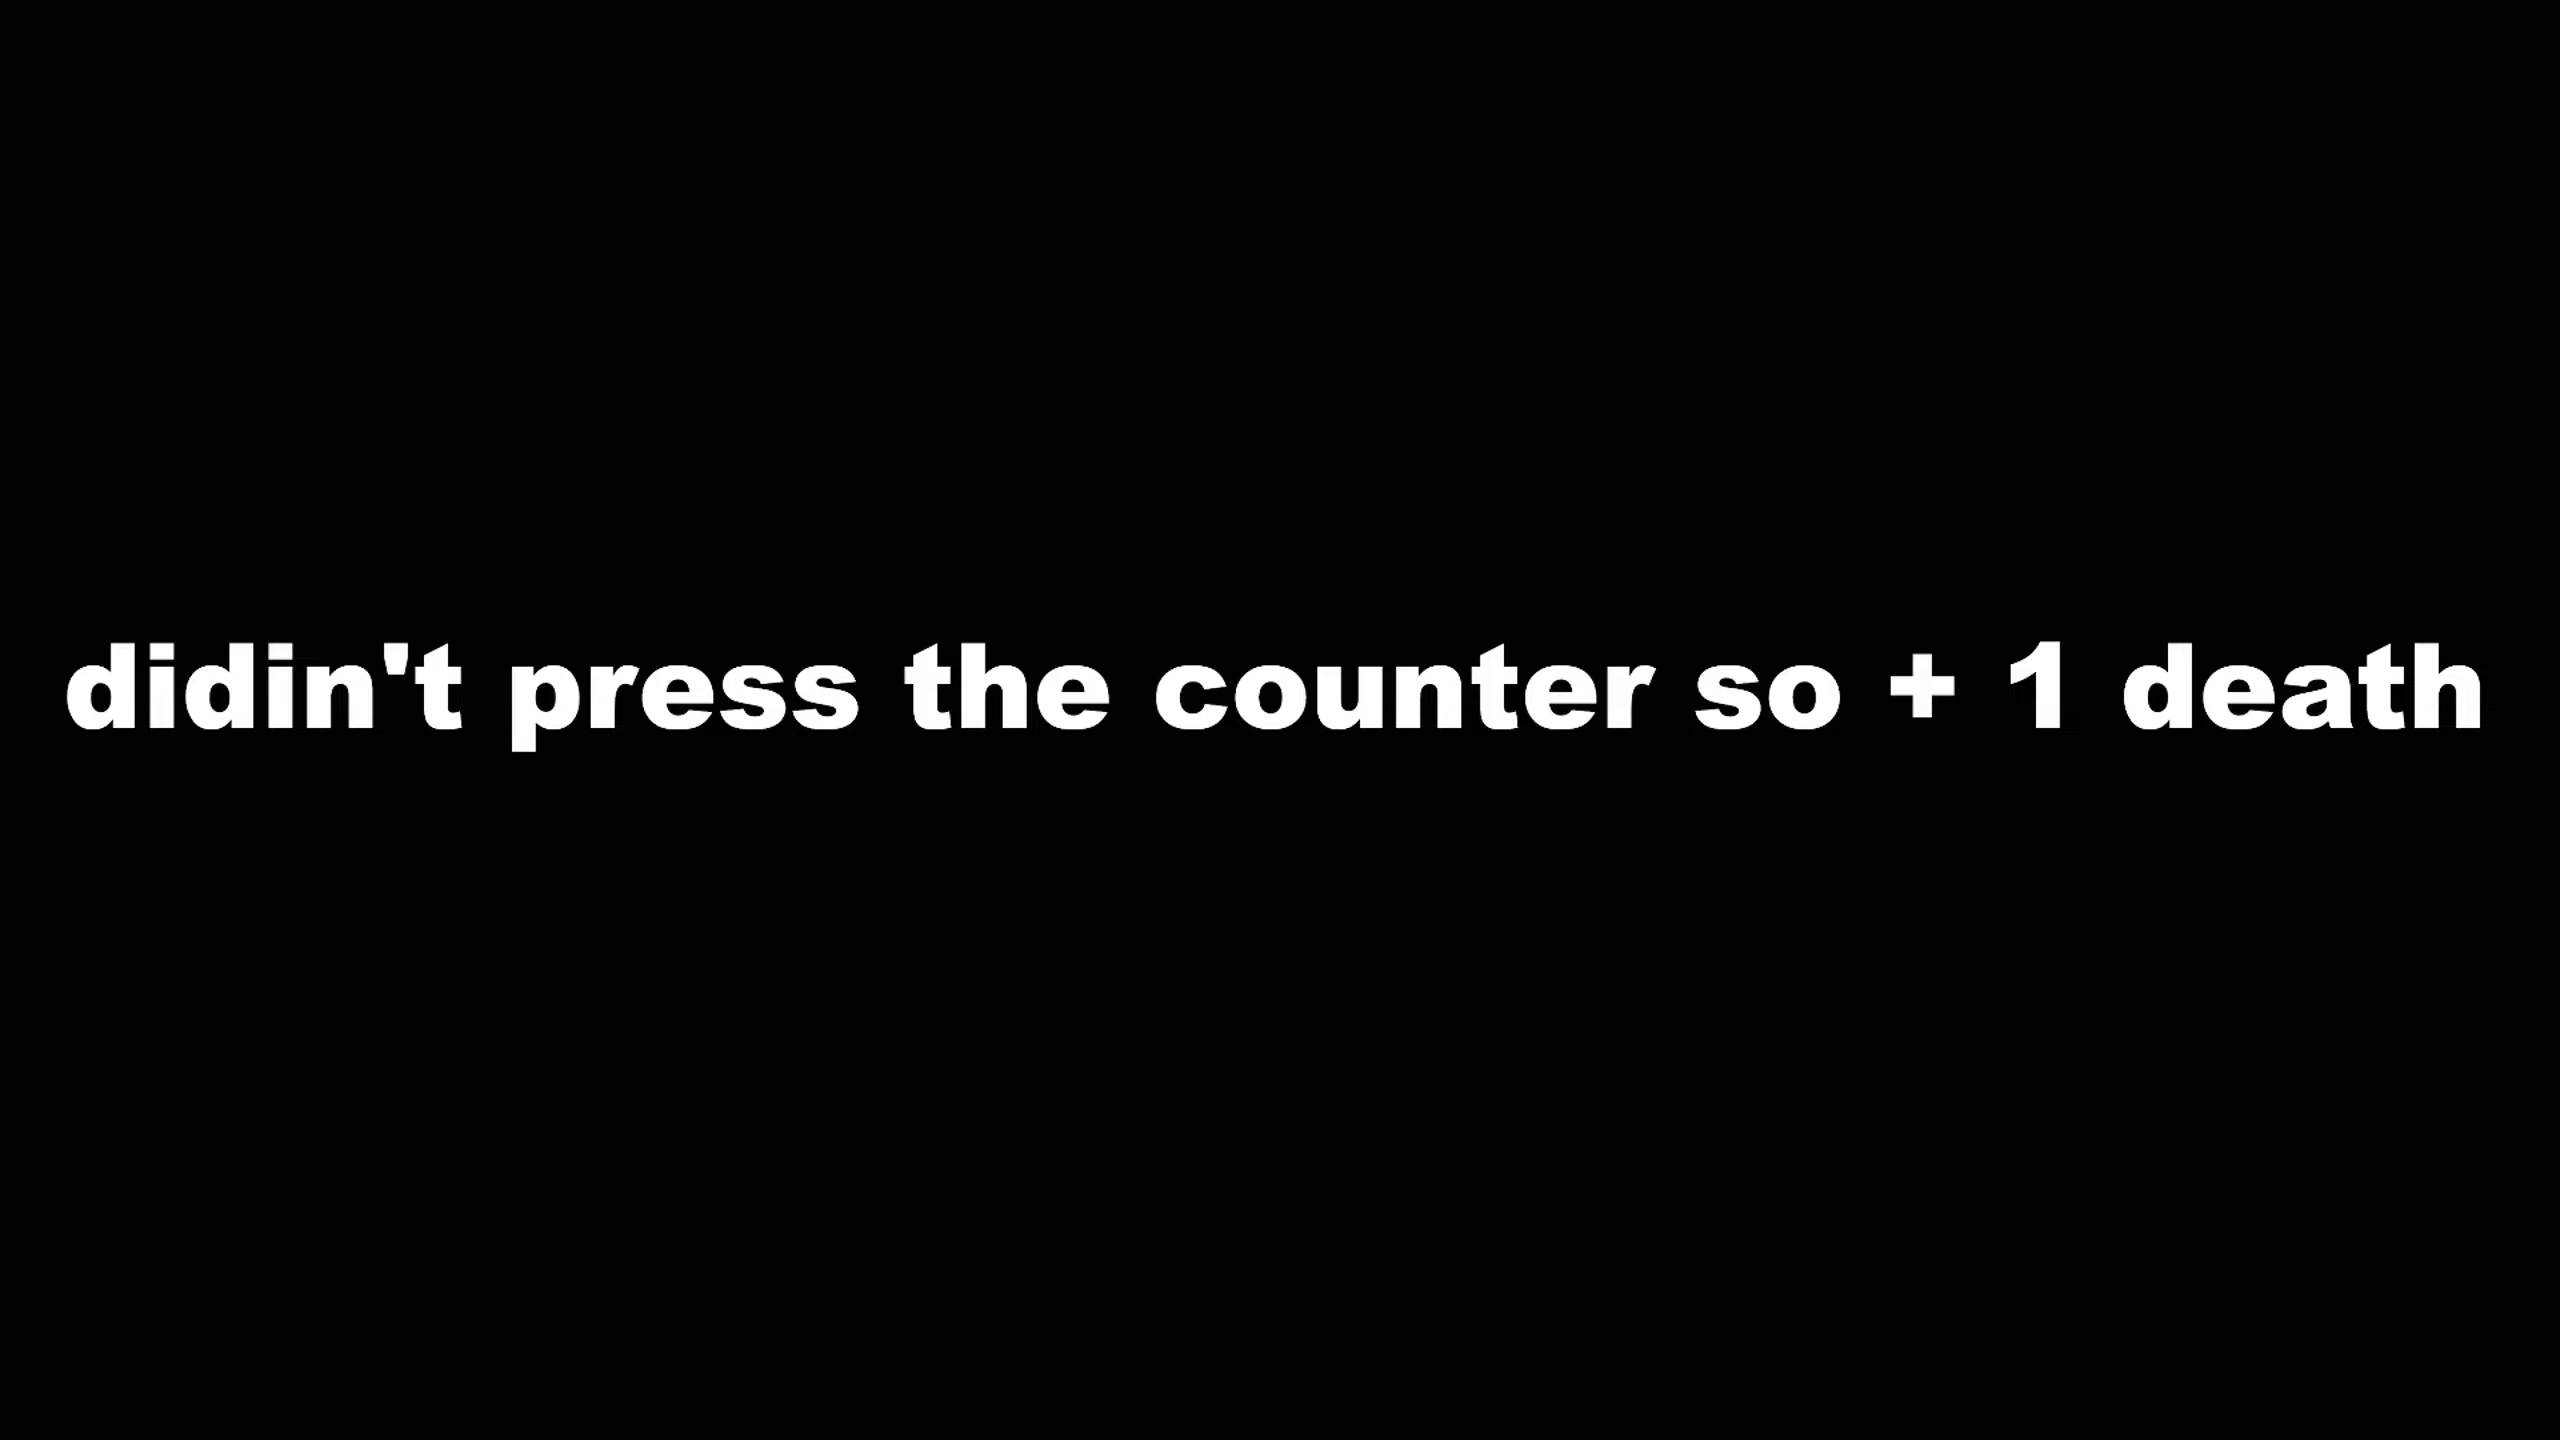 didin't press the counter so + 1 death